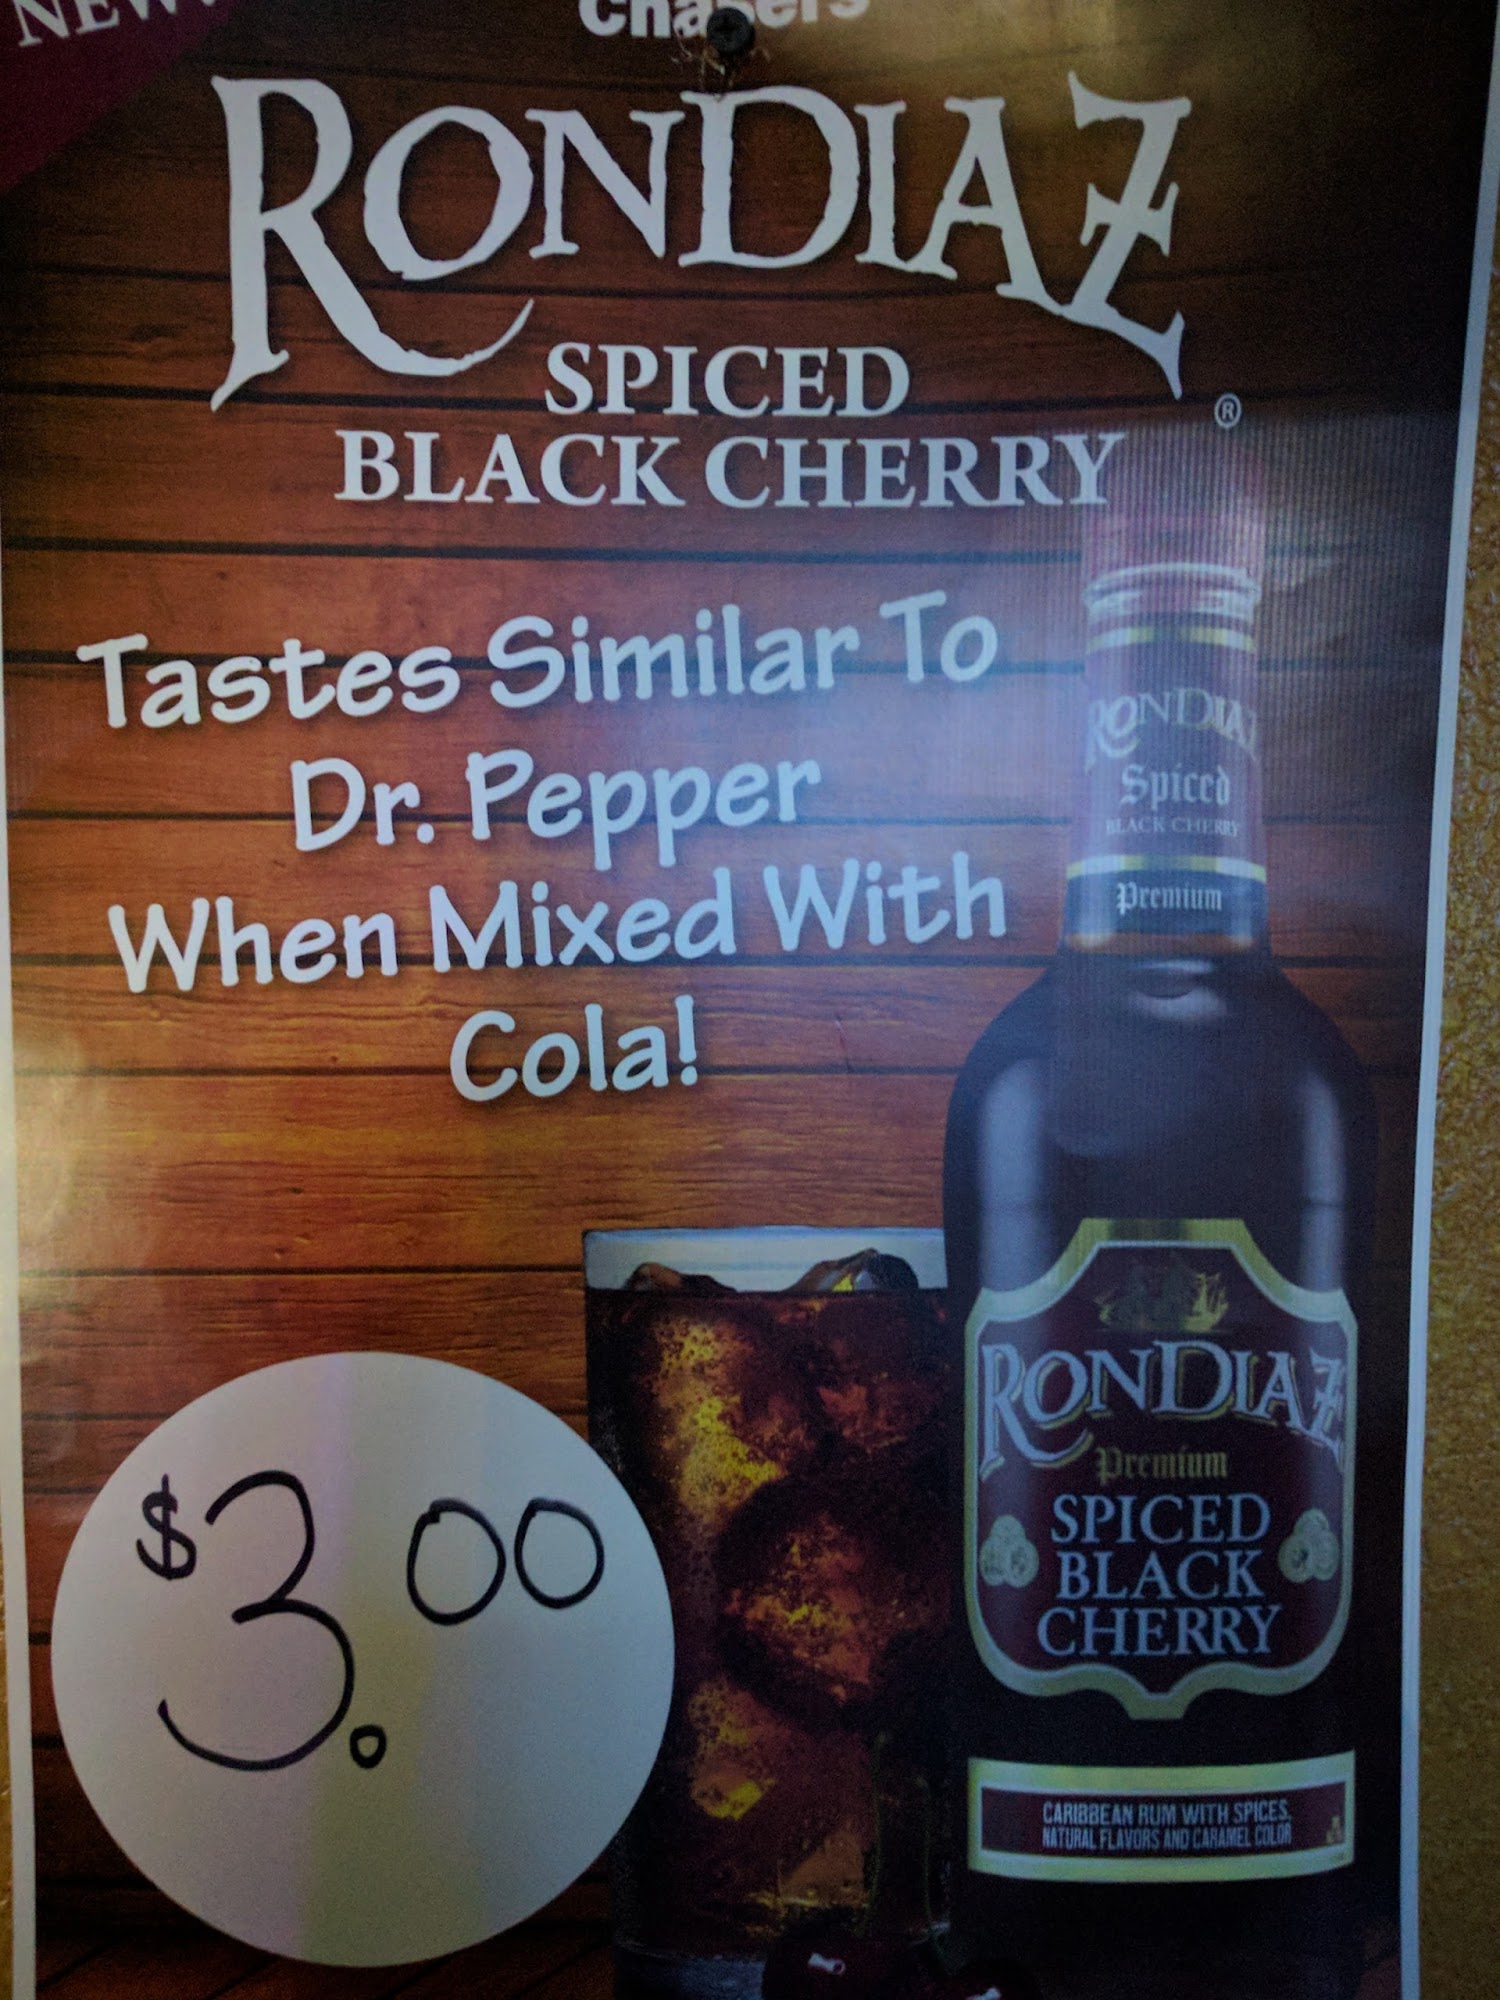 NEW
Chasers
RONDIAZ
SPICED
BLACK CHERRY
®
Tastes Similar To
Dr. Pepper
When Mixed With
Cola!
RONDIAZ
Spiced
BLACK CHERRY
Premium
RONDIAZ
Premium
SPICED
BLACK
CHERRY
CARIBBEAN RUM WITH SPICES,
NATURAL FLAVORS AND CARAMEL COLOR
$3.00